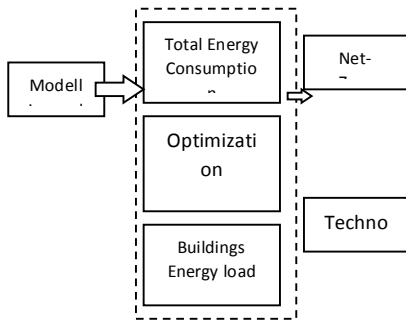 Modell
Total Energy
Consumptio
Optimizati
on
Buildings
Energy load
Net-
Techno